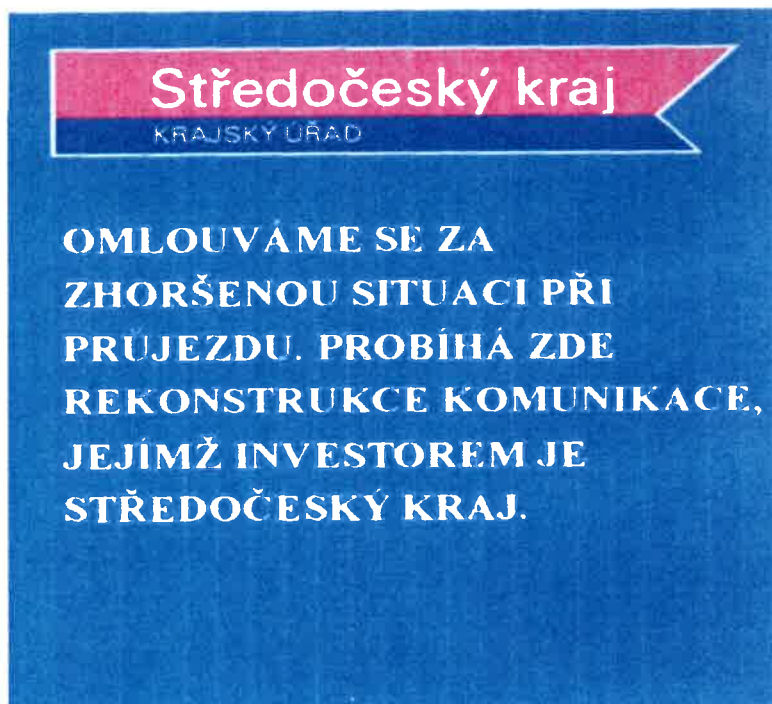 Středočeský kraj
KRAJSKÝ ÚŘAD
OMLOUVÁME SE ZA
ZHORŠENOU SITUACI PŘI
PRŮJEZDU. PROBÍHÁ ZDE
REKONSTRUKCE KOMUNIKACE,
JEJÍMŽ INVESTOREM JE
STŘEDOČESKÝ KRAJ.